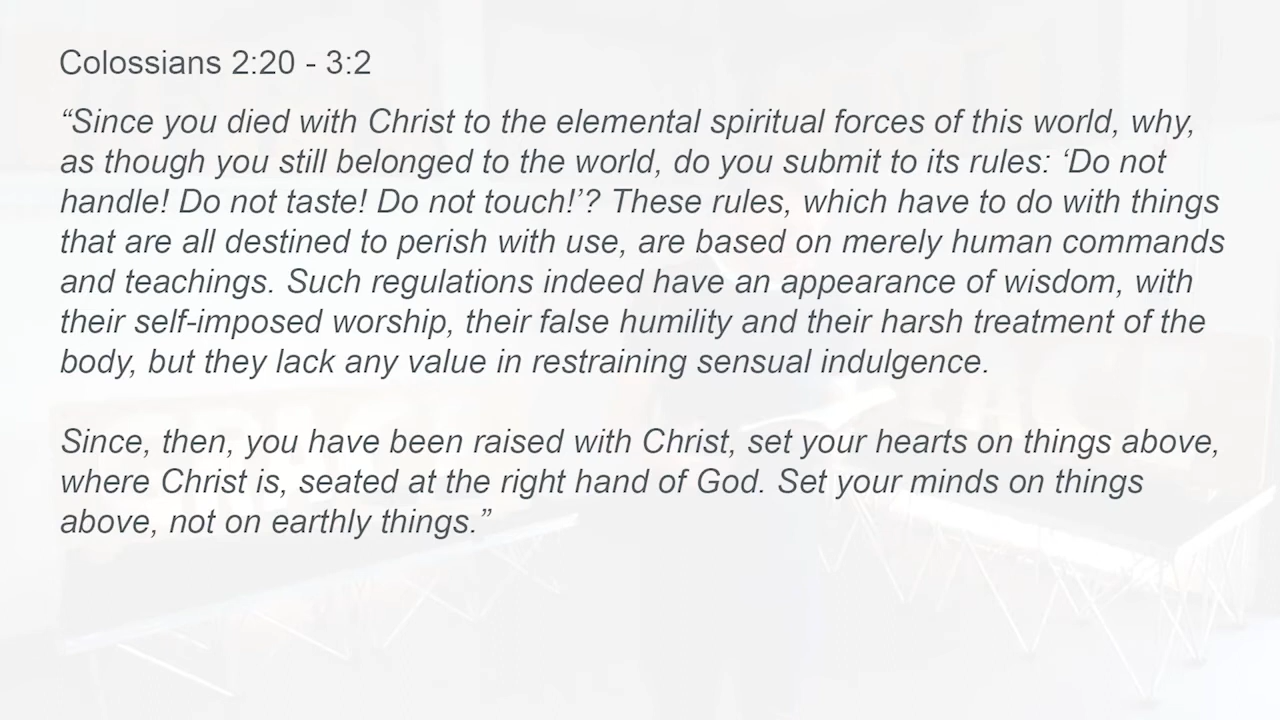 Colossians 2:20 - 3:2
“Since you died with Christ to the elemental spiritual forces of this world, why,
as though you still belonged to the world, do you submit to its rules: ‘Do not
handle! Do not taste! Do not touch!’? These rules, which have to do with things
that are all destined to perish with use, are based on merely human commands
and teachings. Such regulations indeed have an appearance of wisdom, with
their self-imposed worship, their false humility and their harsh treatment of the
body, but they lack any value in restraining sensual indulgence.
Since, then, you have been raised with Christ, set your hearts on things above,
where Christ is, seated at the right hand of God. Set your minds on things
above, not on earthly things.”